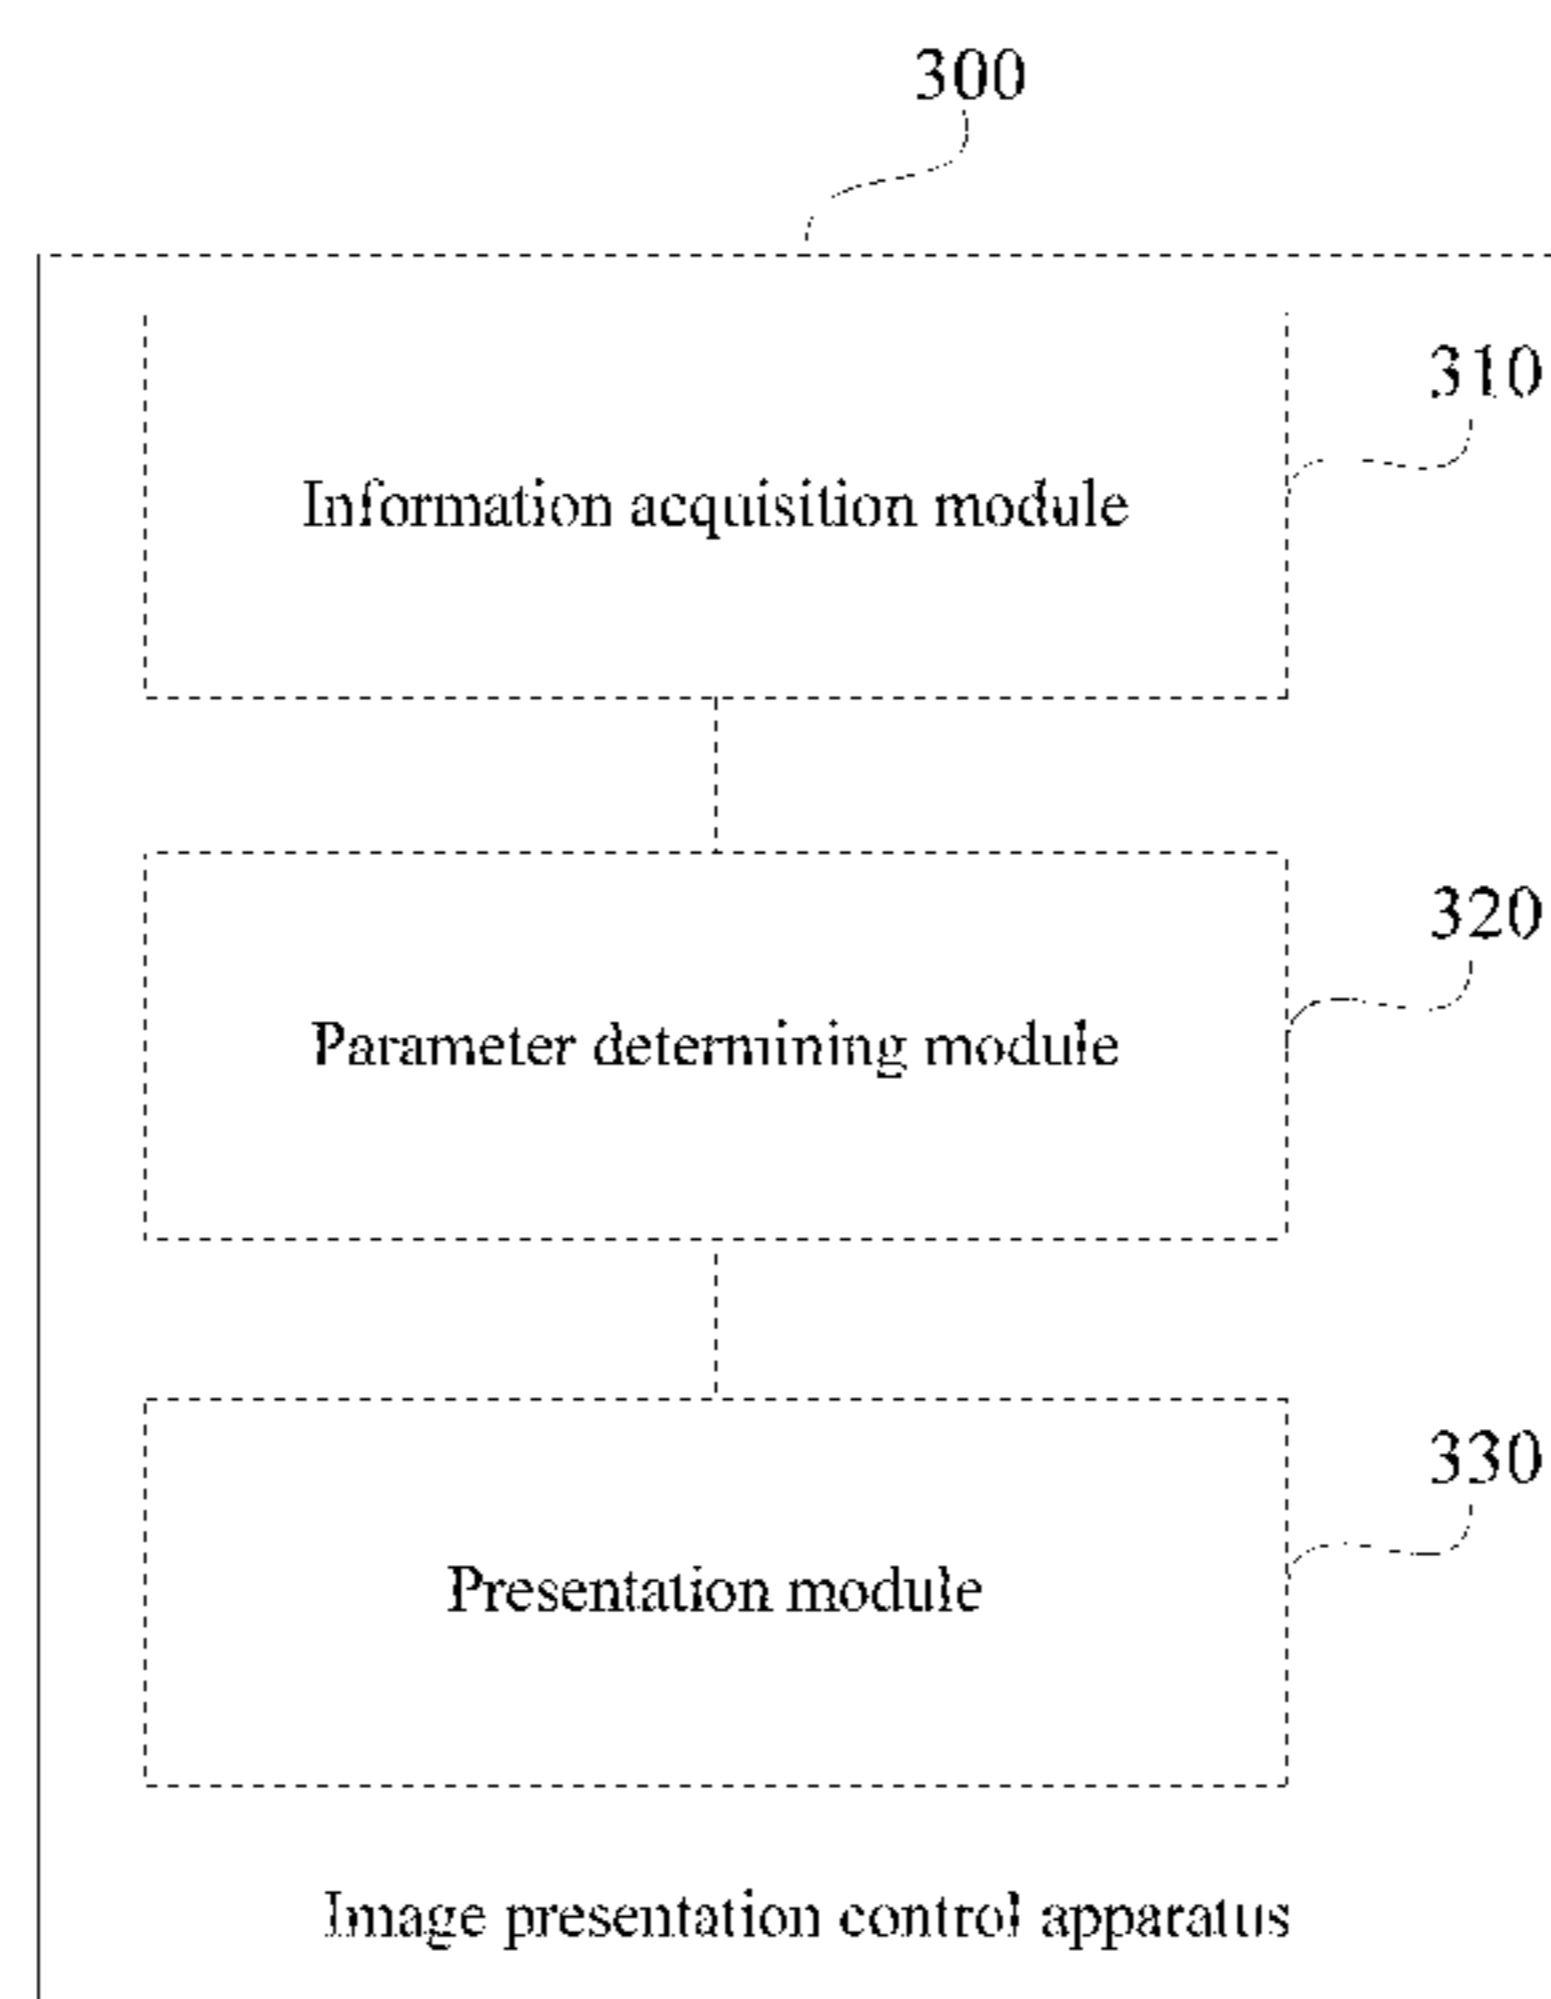 300
310
Information acquisition module
320
Parameter determining module
330
Presentation module
Image presentation control apparatus